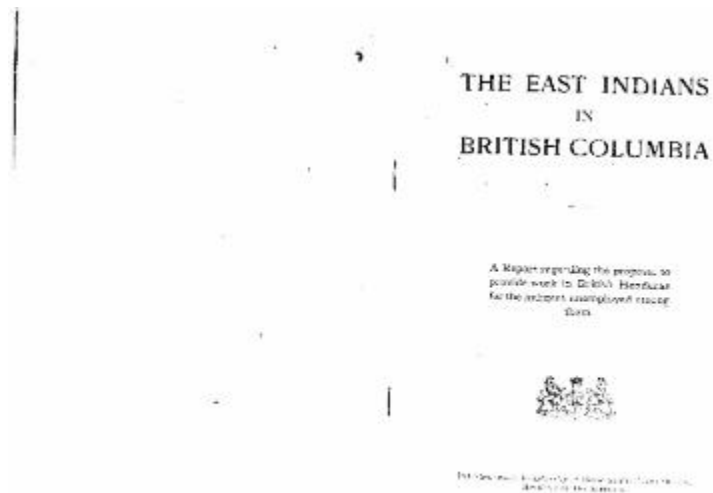 THE EAST INDIANS
IN
BRITISH COLUMBIA
A Report regarding the proposal to
provide work in British Honduras
for the indigent unemployed among
them